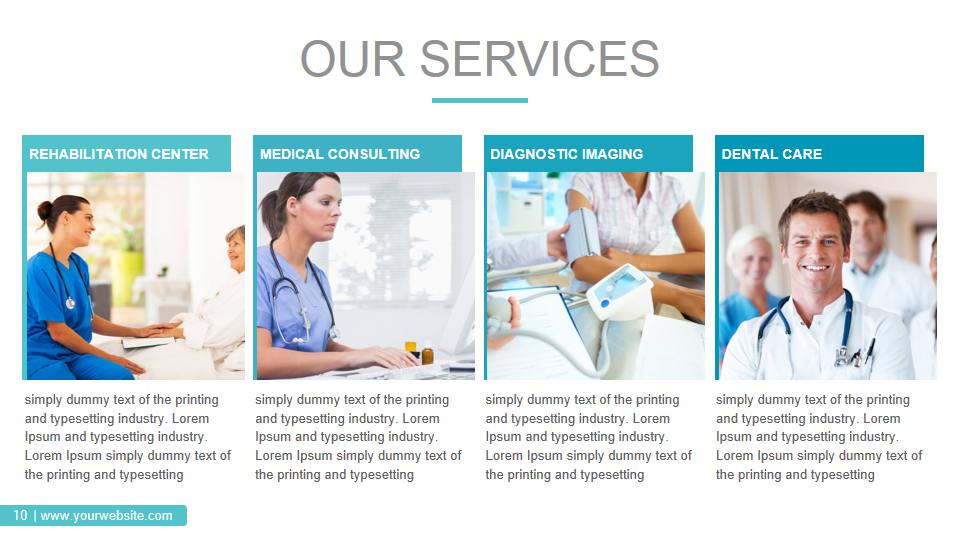 OUR SERVICES
REHABILITATION CENTER
simply dummy text of the printing
and typesetting industry. Lorem
Ipsum and typesetting industry.
Lorem Ipsum simply dummy text of
the printing and typesetting
MEDICAL CONSULTING
simply dummy text of the printing
and typesetting industry. Lorem
Ipsum and typesetting industry.
Lorem Ipsum simply dummy text of
the printing and typesetting
DIAGNOSTIC IMAGING
simply dummy text of the printing
and typesetting industry. Lorem
Ipsum and typesetting industry.
Lorem Ipsum simply dummy text of
the printing and typesetting
DENTAL CARE
simply dummy text of the printing
and typesetting industry. Lorem
Ipsum and typesetting industry.
Lorem Ipsum simply dummy text of
the printing and typesetting
10 | www.yourwebsite.com